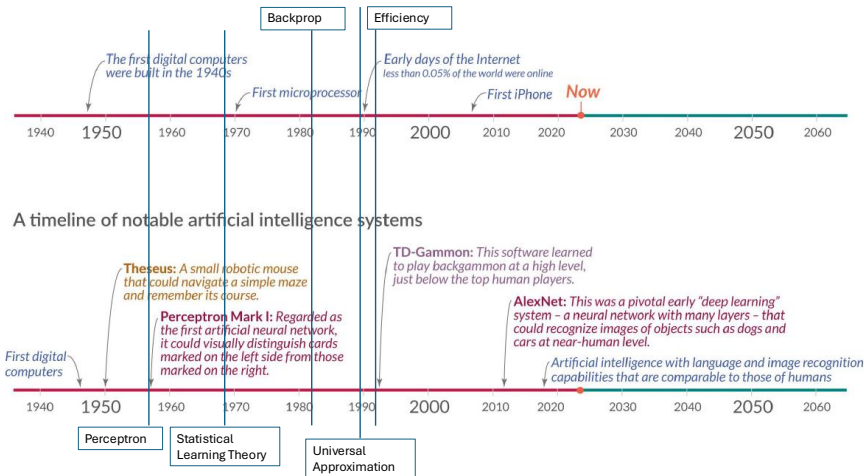 Backprop
Efficiency
The first digital computers
were built in the 1940s
First microprocessor
Early days of the Internet
less than 0.05% of the world were online
First iPhone
Now
1940 1950 1960 1970 1980 1990 2000 2012 2020 2030 2040 2050 2060
A timeline of notable artificial intelligence systems
Theseus: A small robotic mouse
that could navigate a simple maze
and remember its course.
Perceptron Mark I: Regarded as
the first artificial neural network,
it could visually distinguish cards
marked on the left side from those
marked on the right.
TD-Gammon: This software learned
to play backgammon at a high level,
just below the top human players.
AlexNet: This was a pivotal early “deep learning”
system – a neural network with many layers – that
could recognize images of objects such as dogs and
cars at near-human level.
First digital
computers
Artificial intelligence with language and image recognition
capabilities that are comparable to those of humans
1940 1950 1960 1970 1980 1990 2000 2012 2020 2030 2040 2050 2060
Perceptron
Statistical
Learning Theory
Universal
Approximation